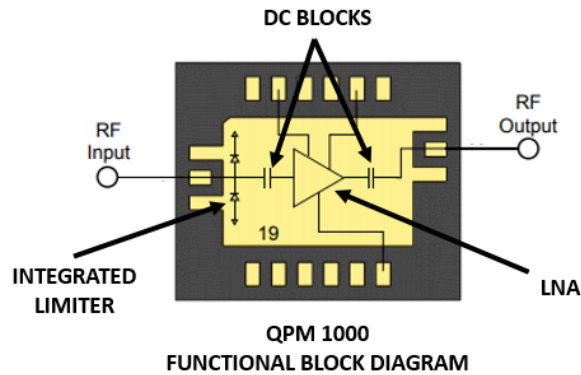 DC BLOCKS
RF
Input
RF
Output
19
INTEGRATED
LIMITER
LNA
QPM 1000
FUNCTIONAL BLOCK DIAGRAM